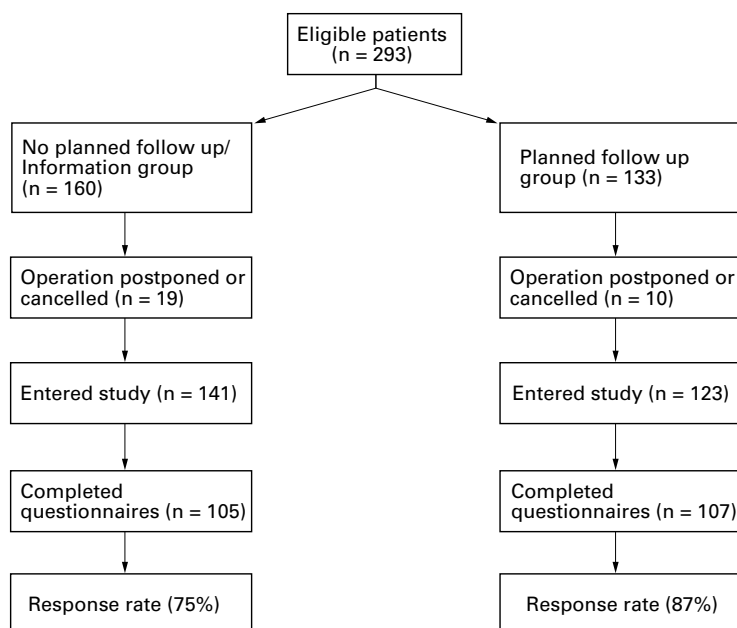 Eligible patients
(n = 293)
No planned follow up/
Information group
(n = 160)
Planned follow up
group (n = 133)
Operation postponed or
cancelled (n = 19)
Operation postponed or
cancelled (n = 10)
Entered study (n = 141)
Entered study (n = 123)
Completed
questionnaires (n = 105)
Completed
questionnaires (n = 107)
Response rate (75%)
Response rate (87%)